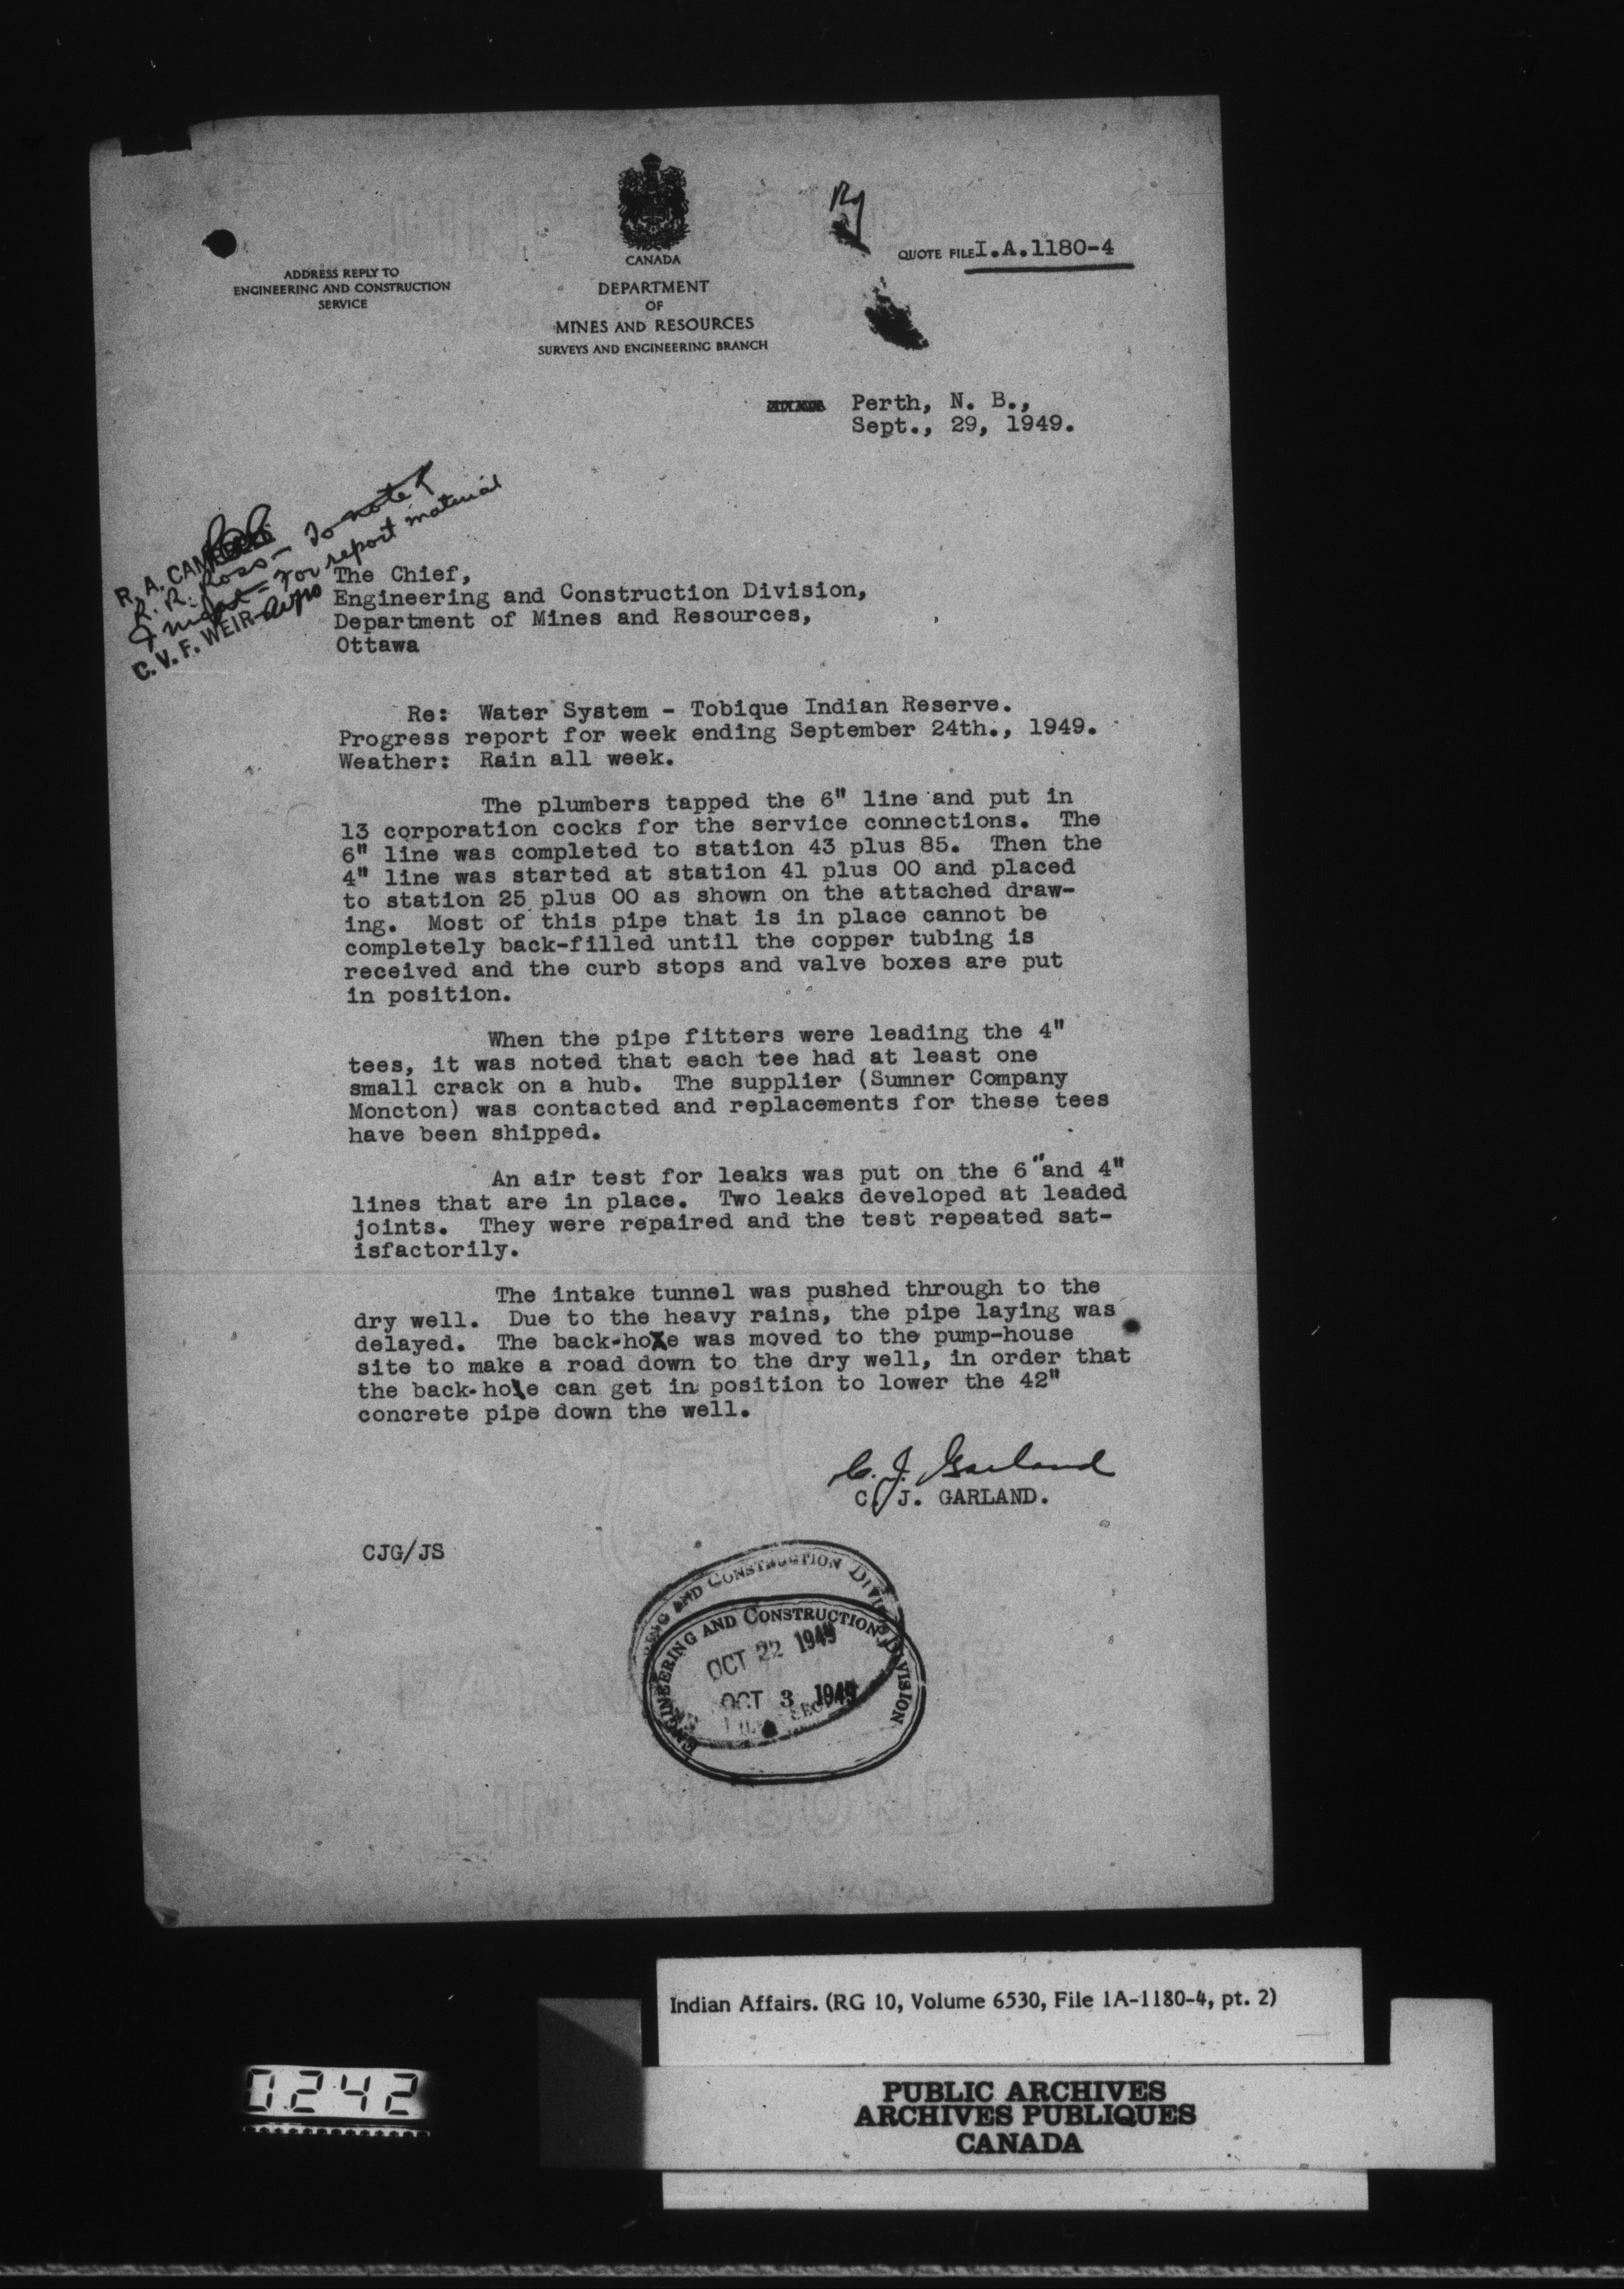 CANADA
QUOTE FILE I.A.1180-4
ADDRESS REPLY TO
ENGINEERING AND CONSTRUCTION
SERVICE
DEPARTMENT
OF
MINES AND RESOURCES
SURVEYS AND ENGINEERING BRANCH
Perth, N. B.,
Sept., 29, 1949.
R. A. CAMPBELL
R. R. Ross - To note &
for report material
C. V. F. WEIR
The Chief,
Engineering and Construction Division,
Department of Mines and Resources,
Ottawa
Re: Water System - Tobique Indian Reserve.
Progress report for week ending September 24th., 1949.
Weather: Rain all week.
The plumbers tapped the 6" line and put in
13 corporation cocks for the service connections. The
6" line was completed to station 43 plus 85. Then the
4" line was started at station 41 plus 00 and placed
to station 25 plus 00 as shown on the attached draw-
ing. Most of this pipe that is in place cannot be
completely back-filled until the copper tubing is
received and the curb stops and valve boxes are put
in position.
When the pipe fitters were leading the 4"
tees, it was noted that each tee had at least one
small crack on a hub. The supplier (Sumner Company
Moncton) was contacted and replacements for these tees
have been shipped.
An air test for leaks was put on the 6" and 4"
lines that are in place. Two leaks developed at leaded
joints. They were repaired and the test repeated sat-
isfactorily.
The intake tunnel was pushed through to the
dry well. Due to the heavy rains, the pipe laying was
delayed. The back-hoe was moved to the pump-house
site to make a road down to the dry well, in order that
the back-hoe can get in position to lower the 42"
concrete pipe down the well.
C. J. Garland
C. J. GARLAND.
CJG/JS
ENGINEERING AND CONSTRUCTION DIVISION
OCT 22 1949
ENGINEERING AND CONSTRUCTION DIVISION
OCT 3 1949
Indian Affairs. (RG 10, Volume 6530, File 1A-1180-4, pt. 2)
0242
PUBLIC ARCHIVES
ARCHIVES PUBLIQUES
CANADA